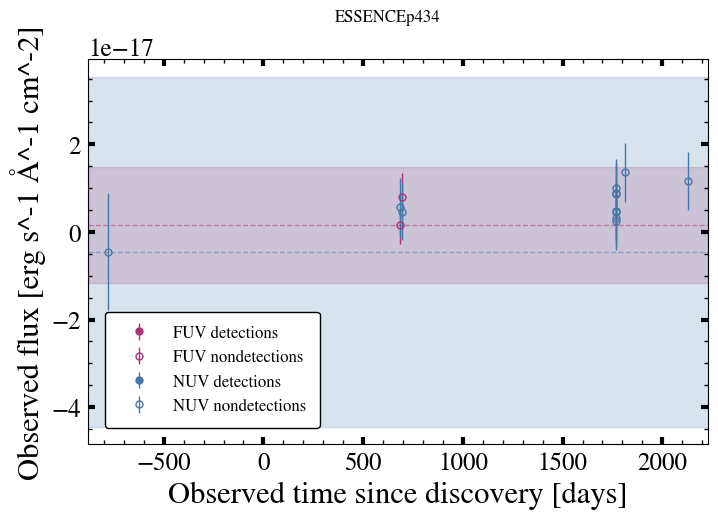 ESSENCEp434
1e−17
Observed flux [erg s^-1 Å^-1 cm^-2]
2
0
−2
−4
FUV detections
FUV nondetections
NUV detections
NUV nondetections
−500 0 500 1000 1500 2000
Observed time since discovery [days]